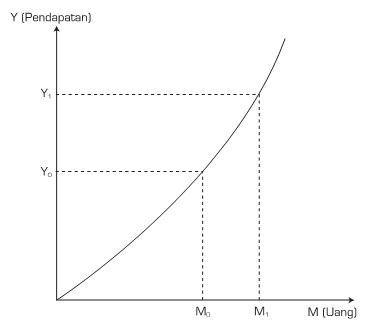 Y (Pendapatan)
Y₁
Y₀
M₀
M₁
M (Uang)